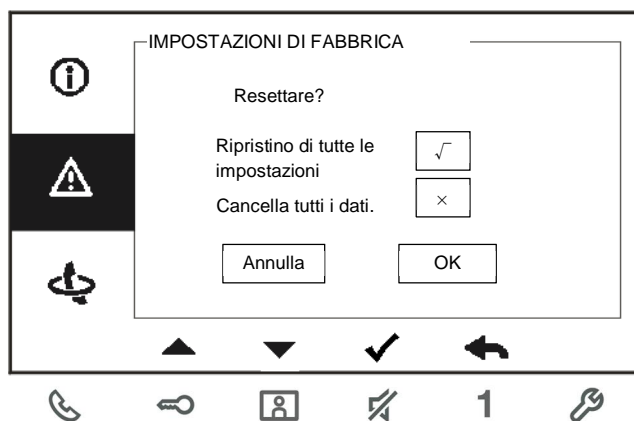 IMPOSTAZIONI DI FABBRICA
Resettare?
Ripristino di tutte le
impostazioni
√
Cancella tutti i dati.
×
Annulla
OK
1